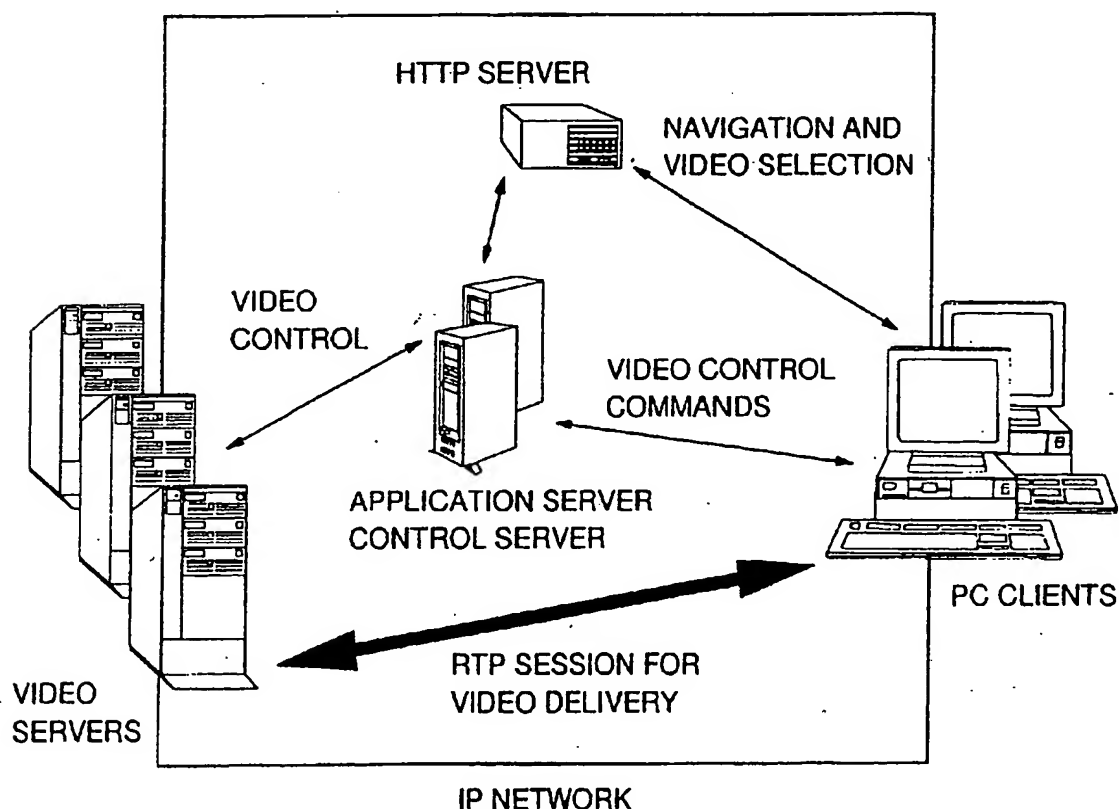 HTTP SERVER
NAVIGATION AND
VIDEO SELECTION
VIDEO
CONTROL
VIDEO CONTROL
COMMANDS
APPLICATION SERVER
CONTROL SERVER
PC CLIENTS
RTP SESSION FOR
VIDEO DELIVERY
VIDEO
SERVERS
IP NETWORK